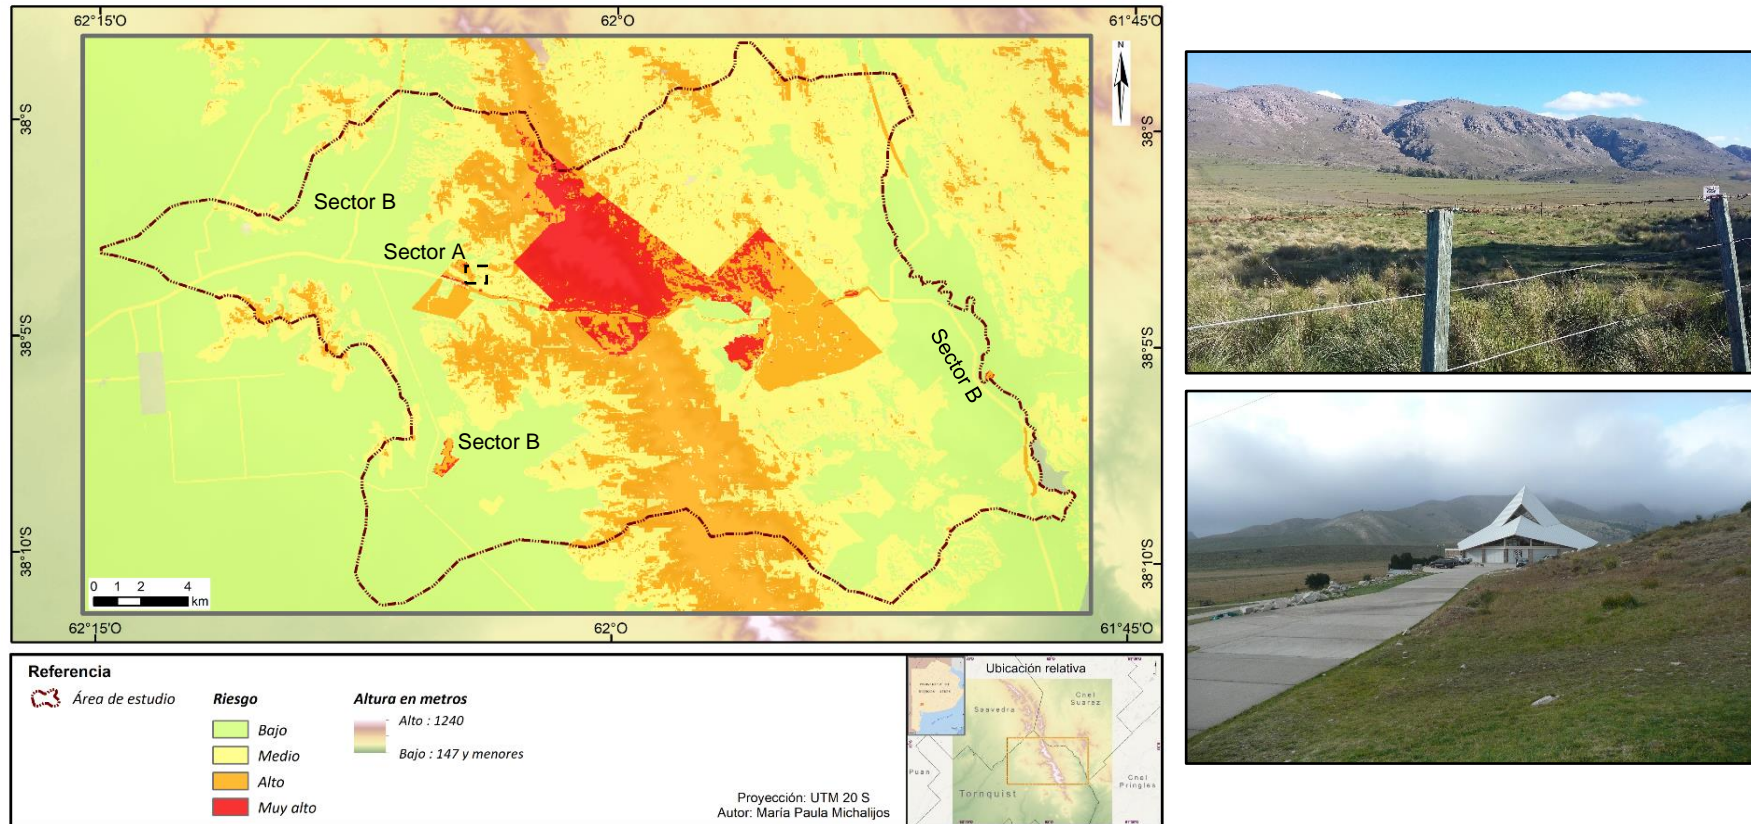 62°15'O 62°O 61°45'O
N
38°S 38°S
Sector B
Sector A
38°5'S 38°5'S
Sector B
Sector B
38°10'S 38°10'S
0 1 2 4
km
62°15'O 62°O 61°45'O
Referencia
Área de estudio
Riesgo
Bajo
Medio
Alto
Muy alto
Altura en metros
Alto : 1240
Bajo : 147 y menores
Proyección: UTM 20 S
Autor: María Paula Michalijos
Ubicación relativa
Saavedra
Cnel
Suarez
Puan
Tornquist
Cnel
Pringles